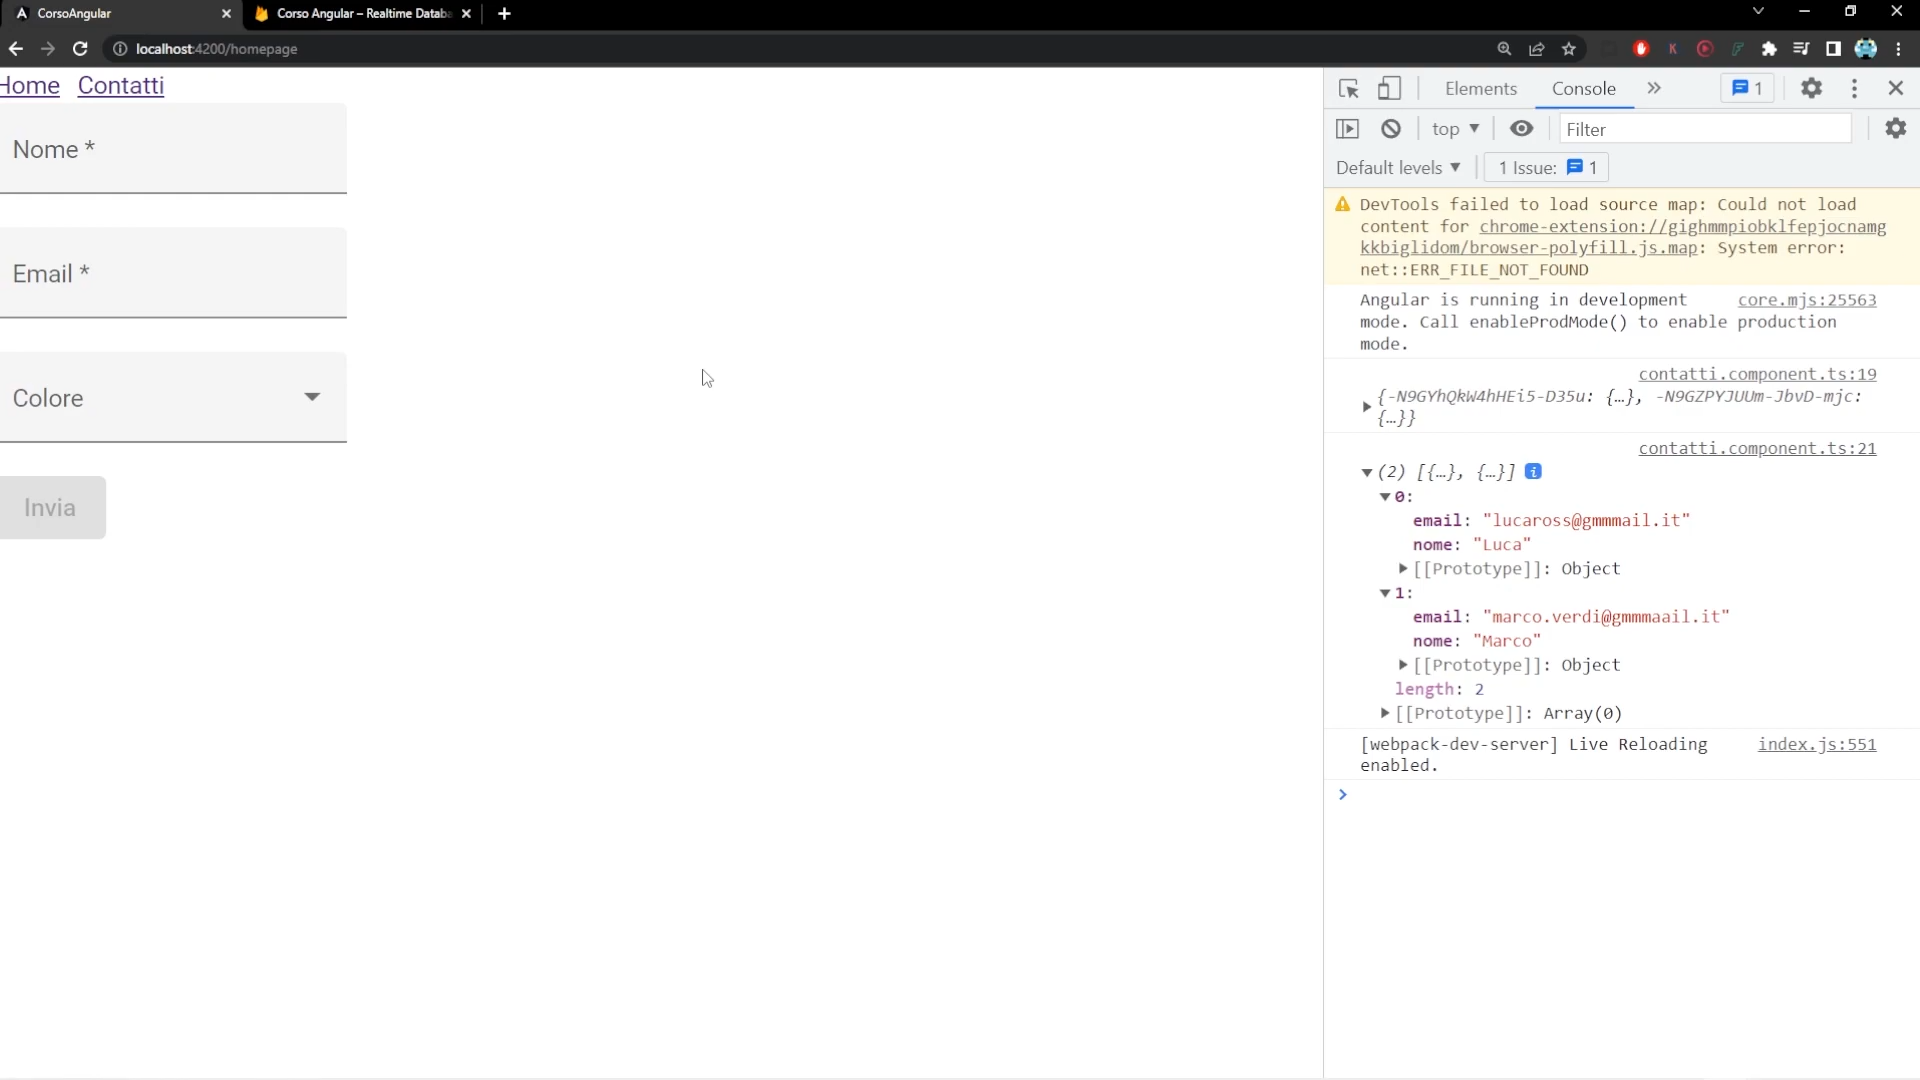 CorsoAngular
Corso Angular – Realtime Databa
localhost:4200/homepage
Home Contatti
Nome *
Email *
Colore
Invia
Elements Console 1
top Filter
Default levels 1 Issue: 1
DevTools failed to load source map: Could not load
content for chrome-extension://gighmmpiobklfepjocnamg
kkbiglidom/browser-polyfill.js.map: System error:
net::ERR_FILE_NOT_FOUND
Angular is running in development core.mjs:25563
mode. Call enableProdMode() to enable production
mode.
contatti.component.ts:19
{-N9GYhQkW4hHEi5-D35u: {…}, -N9GZPYJUUm-JbvD-mjc:
{…}}
contatti.component.ts:21
(2) [{…}, {…}]
0:
email: "lucaross@gmmmail.it"
nome: "Luca"
[[Prototype]]: Object
1:
email: "marco.verdi@gmmmaail.it"
nome: "Marco"
[[Prototype]]: Object
length: 2
[[Prototype]]: Array(0)
[webpack-dev-server] Live Reloading index.js:551
enabled.